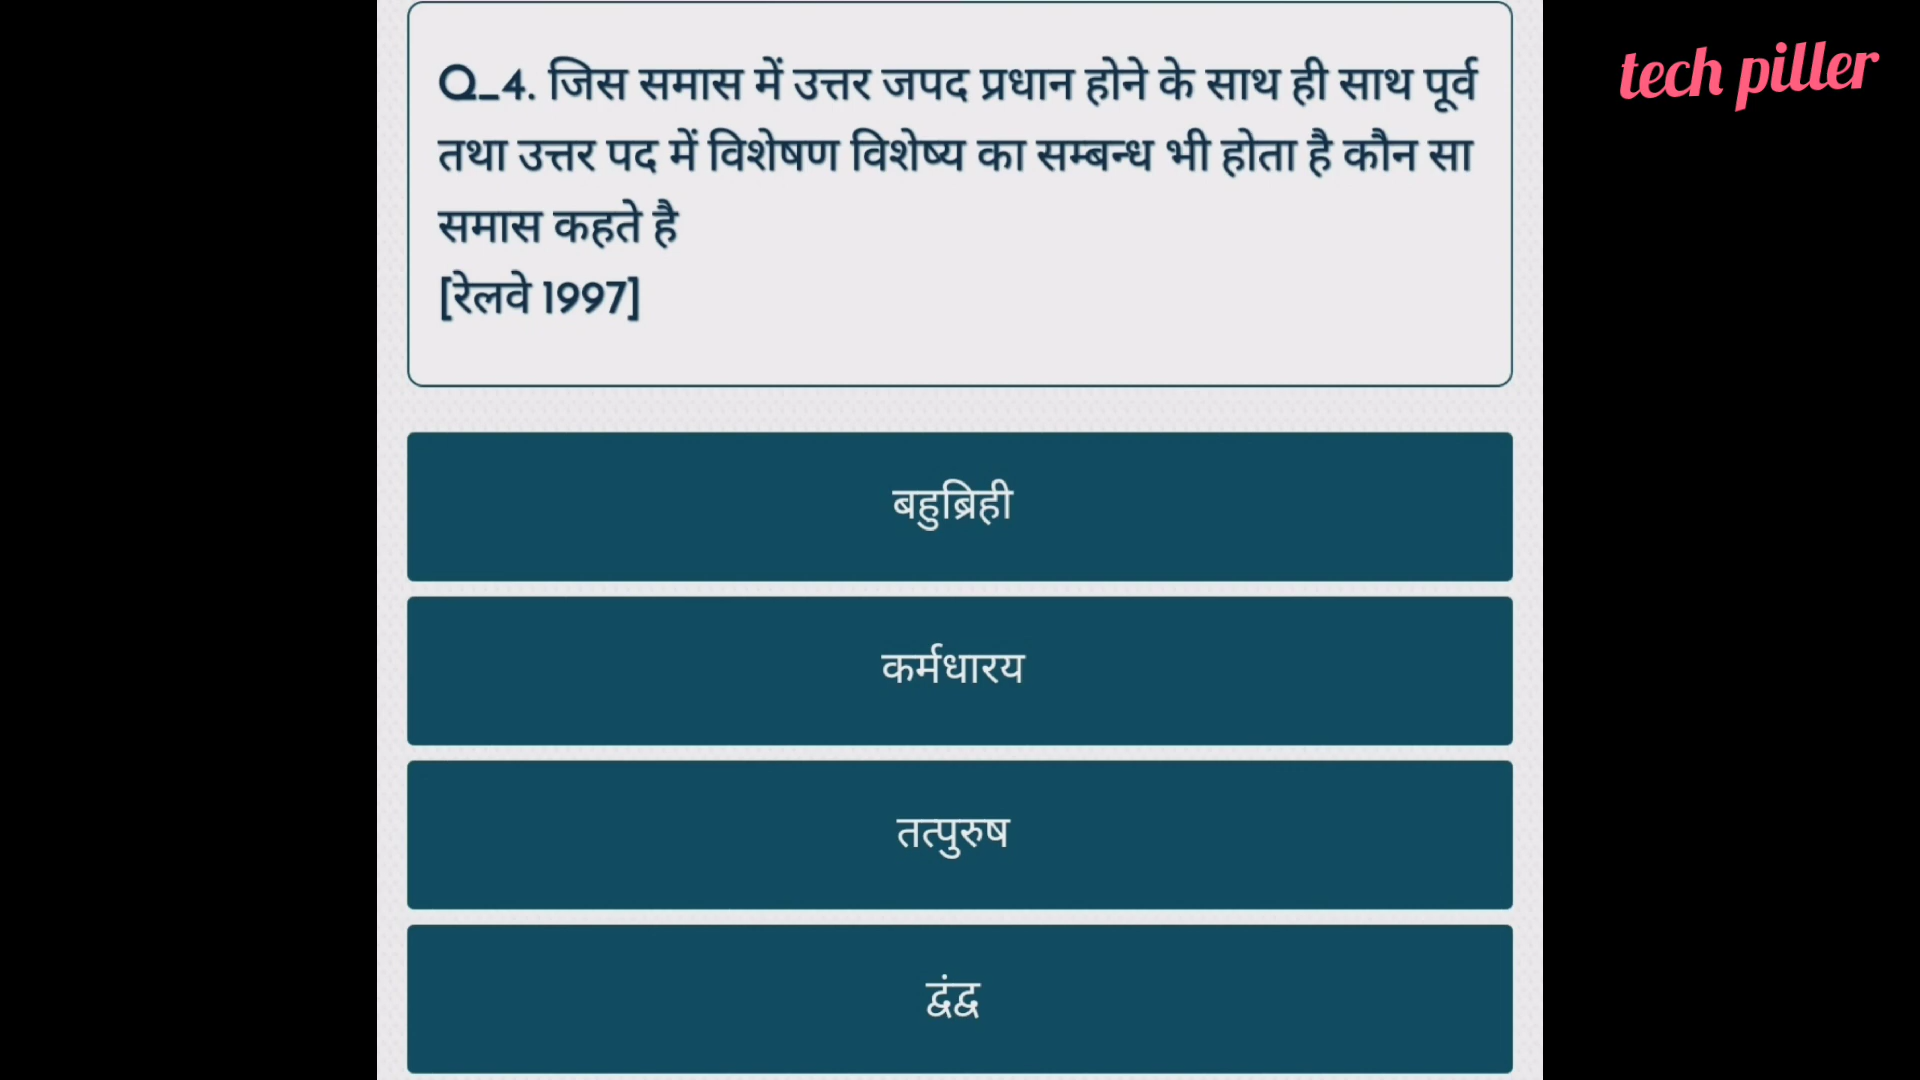 tech piller
Q_4. जिस समास में उत्तर जपद प्रधान होने के साथ ही साथ पूर्व
तथा उत्तर पद में विशेषण विशेष्य का सम्बन्ध भी होता है कौन सा
समास कहते है
[रेलवे 1997]
बहुब्रिही
कर्मधारय
तत्पुरुष
द्वंद्व